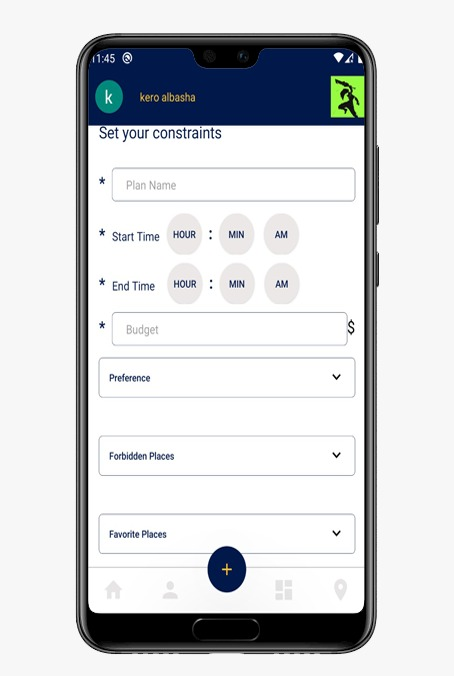 11:45
k
kero albasha
Set your constraints
* Plan Name
* Start Time HOUR : MIN AM
* End Time HOUR : MIN AM
* Budget $
Preference
Forbidden Places
Favorite Places
+